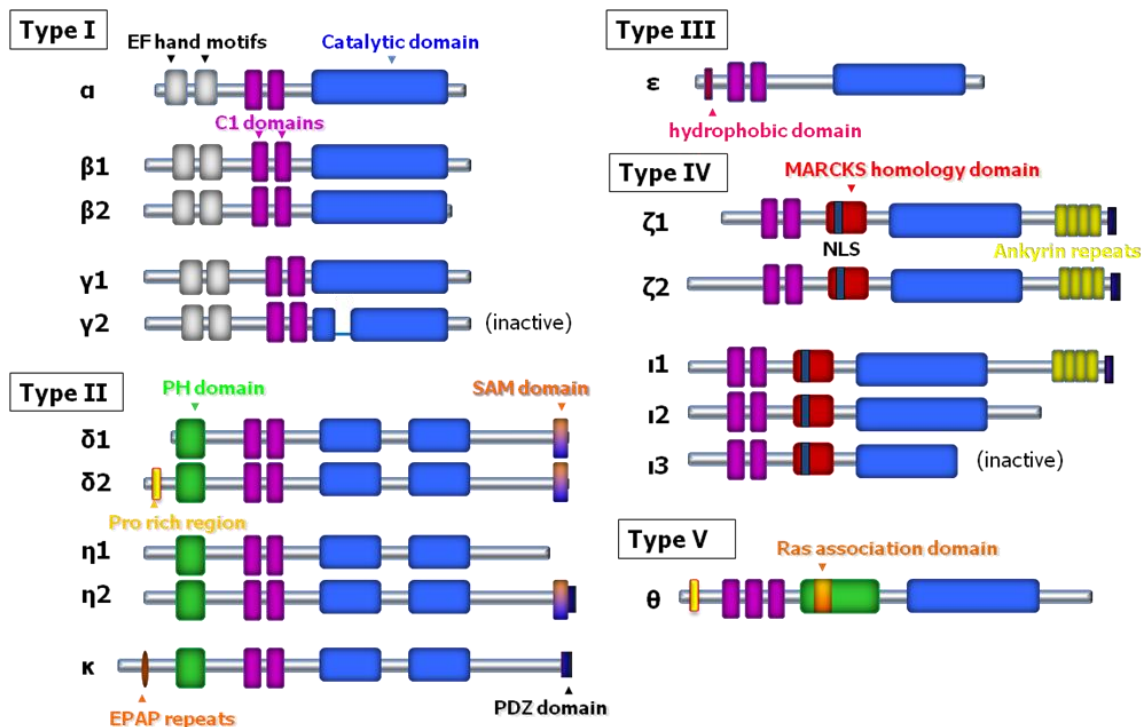 Type I
EF hand motifs
Catalytic domain
α
C1 domains
β1
β2
γ1
γ2
(inactive)
Type II
PH domain
SAM domain
δ1
δ2
Pro rich region
η1
η2
κ
EPAP repeats
PDZ domain
Type III
ε
hydrophobic domain
Type IV
MARCKS homology domain
ζ1
NLS
Ankyrin repeats
ζ2
ι1
ι2
ι3
(inactive)
Type V
Ras association domain
θ